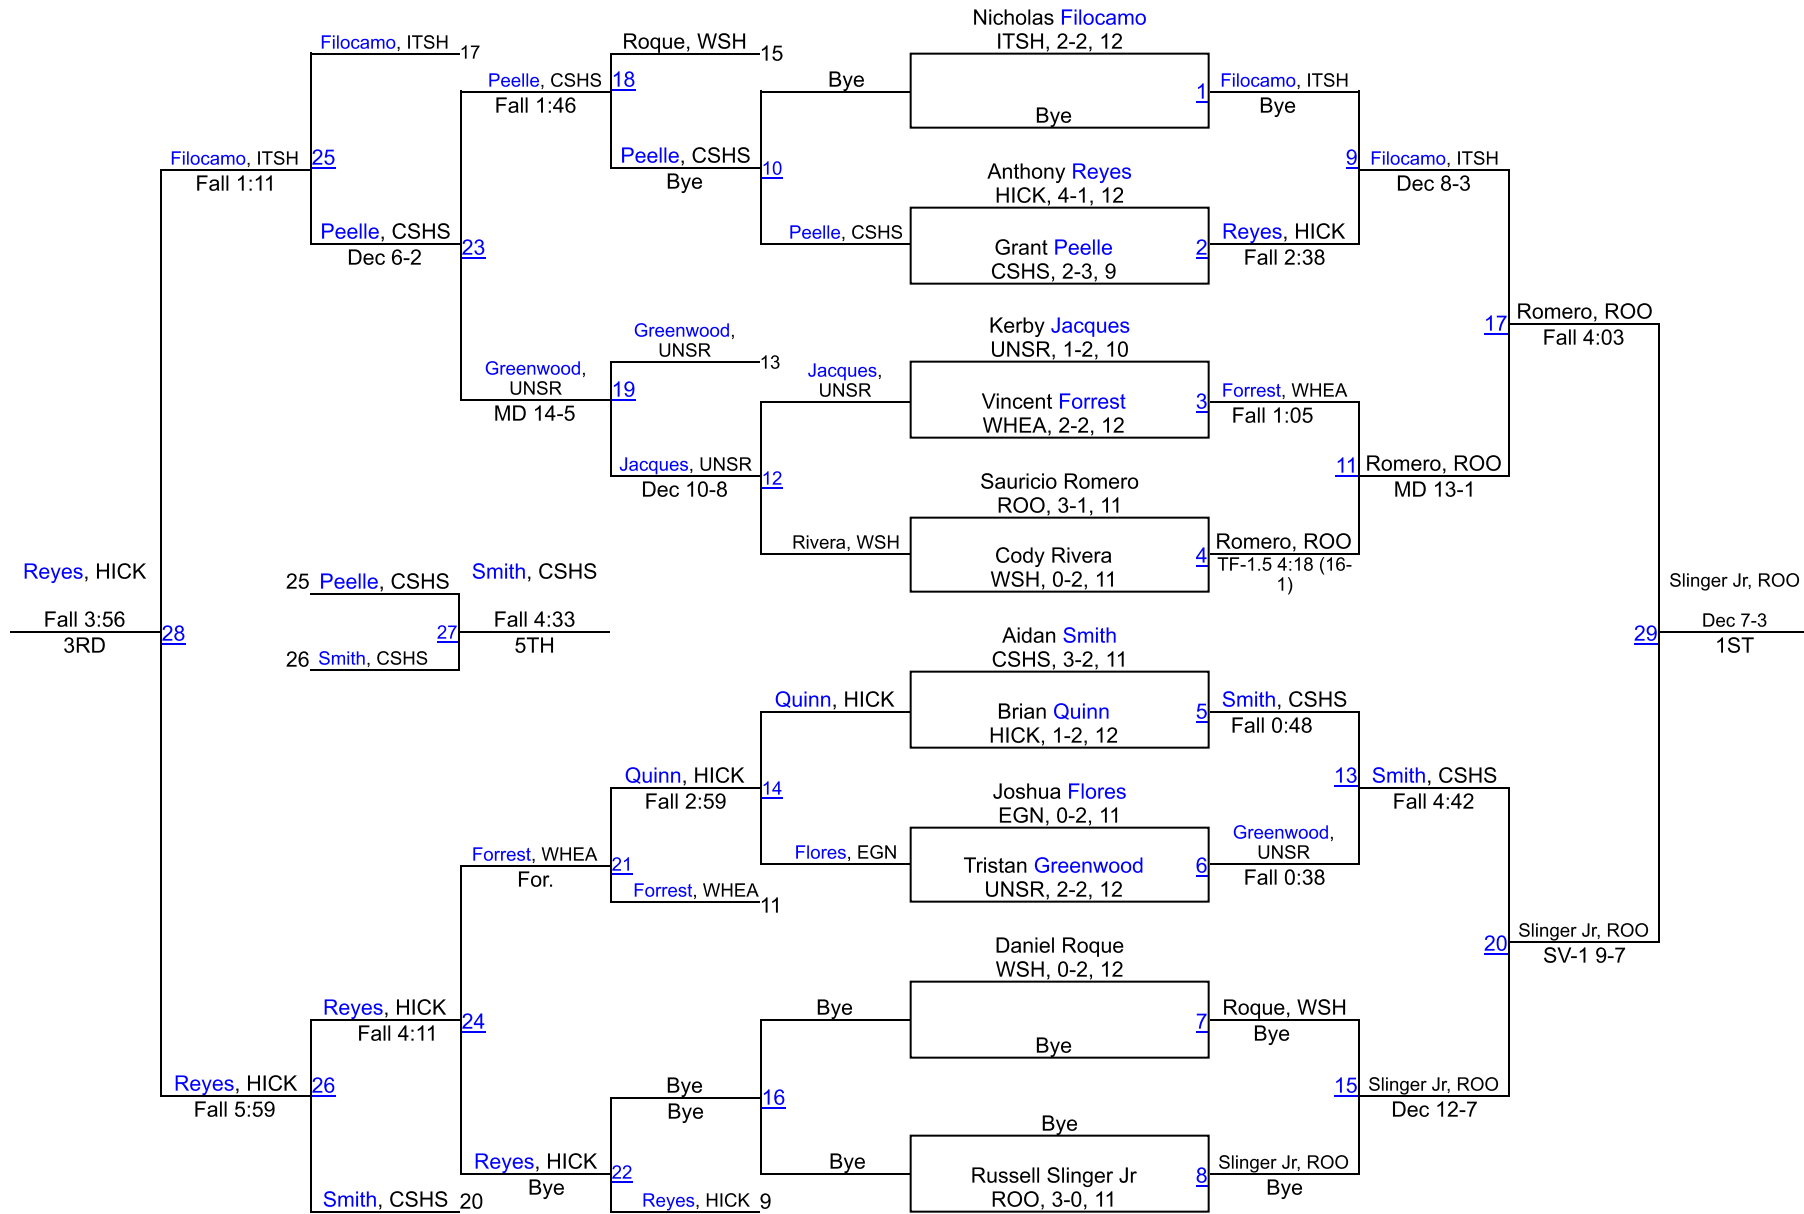 Nicholas Filocamo
ITSH, 2-2, 12
Bye
1
Anthony Reyes
HICK, 4-1, 12
Grant Peelle
CSHS, 2-3, 9
2
Kerby Jacques
UNSR, 1-2, 10
Vincent Forrest
WHEA, 2-2, 12
3
Sauricio Romero
ROO, 3-1, 11
Cody Rivera
WSH, 0-2, 11
4
Aidan Smith
CSHS, 3-2, 11
Brian Quinn
HICK, 1-2, 12
5
Joshua Flores
EGN, 0-2, 11
Tristan Greenwood
UNSR, 2-2, 12
6
Daniel Roque
WSH, 0-2, 12
Bye
7
Bye
Russell Slinger Jr
ROO, 3-0, 11
8
Filocamo, ITSH
Bye
9
Reyes, HICK
Fall 2:38
Forrest, WHEA
Fall 1:05
11
Romero, ROO
TF-1.5 4:18 (16-
1)
Smith, CSHS
Fall 0:48
13
Greenwood,
UNSR
Fall 0:38
Roque, WSH
Bye
15
Slinger Jr, ROO
Bye
Filocamo, ITSH
Dec 8-3
17
Romero, ROO
MD 13-1
Smith, CSHS
Fall 4:42
20
Slinger Jr, ROO
Dec 12-7
Romero, ROO
Fall 4:03
29
Slinger Jr, ROO
SV-1 9-7
Slinger Jr, ROO
Dec 7-3
1ST
Bye
10
Peelle, CSHS
Jacques,
UNSR
12
Rivera, WSH
Quinn, HICK
14
Flores, EGN
Bye
16
Bye
Roque, WSH
15
18
Peelle, CSHS
Bye
Greenwood,
UNSR
13
19
Jacques, UNSR
Dec 10-8
Quinn, HICK
Fall 2:59
21
Forrest, WHEA
11
Bye
Bye
22
Reyes, HICK
9
Peelle, CSHS
Fall 1:46
23
Greenwood,
UNSR
MD 14-5
Forrest, WHEA
For.
24
Reyes, HICK
Bye
Filocamo, ITSH
17
25
Peelle, CSHS
Dec 6-2
25
Peelle, CSHS
27
26
Smith, CSHS
Smith, CSHS
Fall 4:33
5TH
Reyes, HICK
Fall 4:11
26
Smith, CSHS
20
Filocamo, ITSH
Fall 1:11
28
Reyes, HICK
Fall 5:59
Reyes, HICK
Fall 3:56
3RD